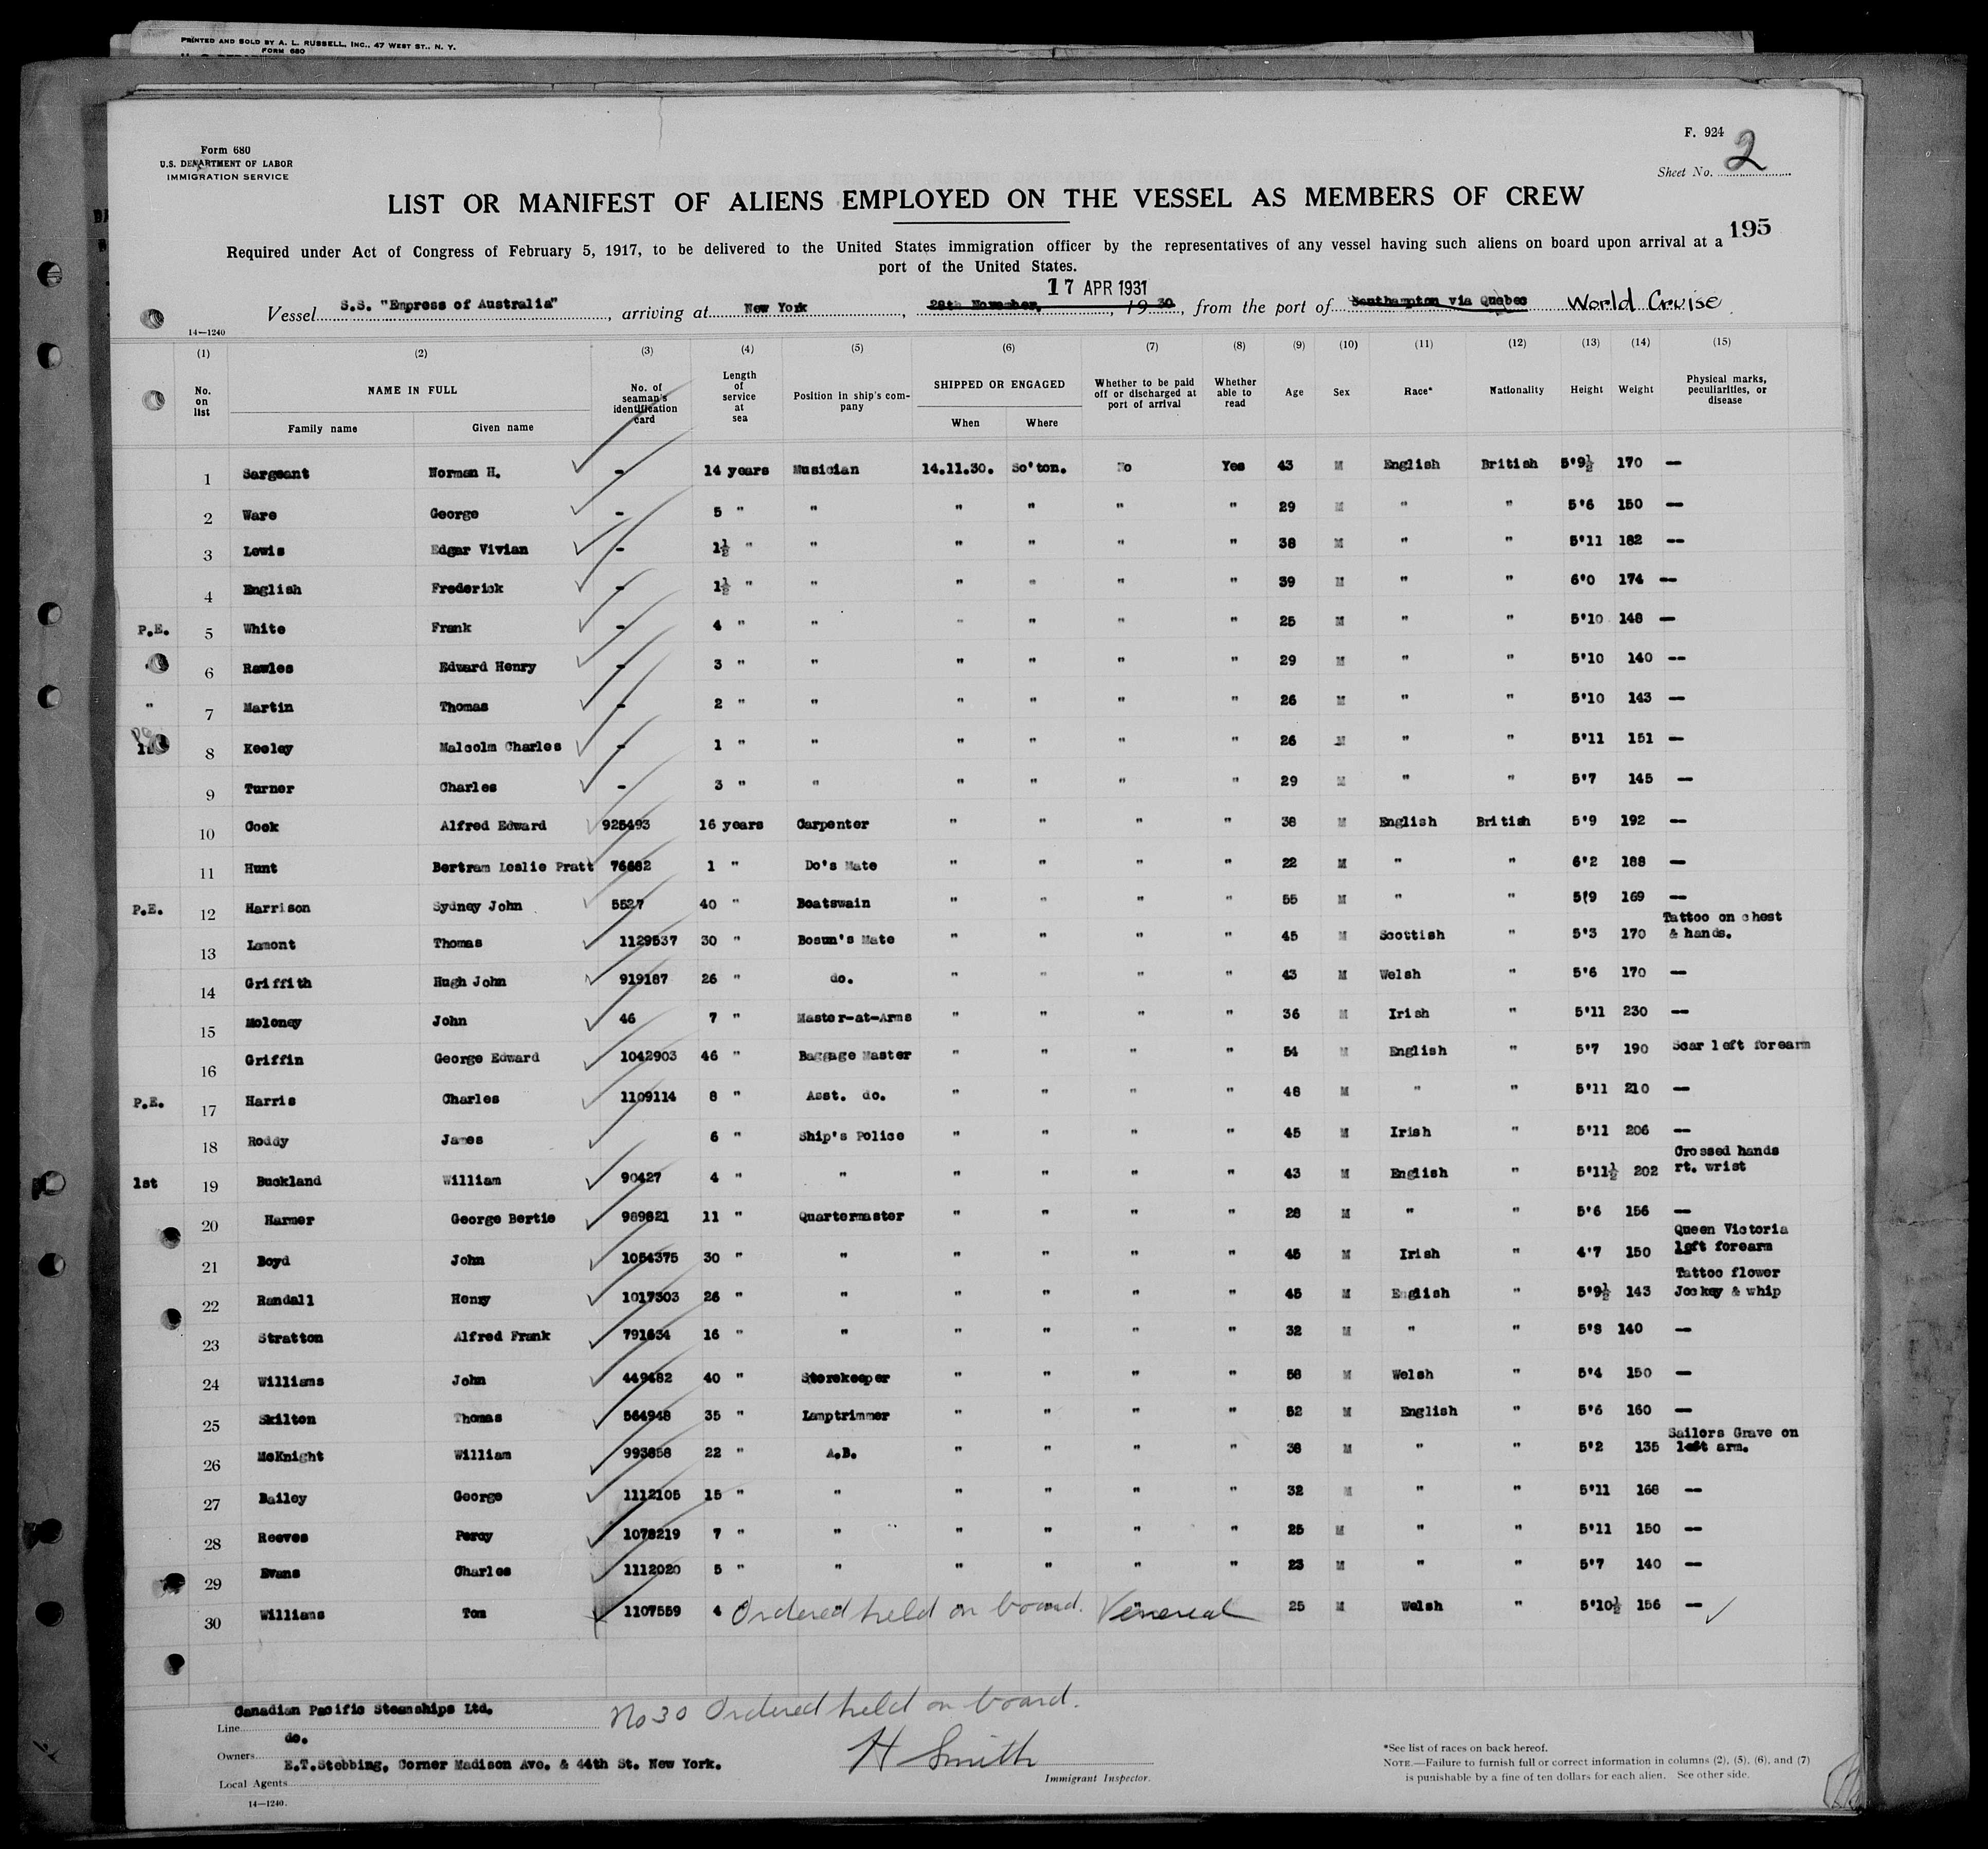 PRINTED AND SOLD BY A. L. RUSSELL, INC., 47 WEST ST., N. Y.
FORM 680
Form 680
U.S. DEPARTMENT OF LABOR
IMMIGRATION SERVICE
F. 924
Sheet No. 2
LIST OR MANIFEST OF ALIENS EMPLOYED ON THE VESSEL AS MEMBERS OF CREW
195
Required under Act of Congress of February 5, 1917, to be delivered to the United States immigration officer by the representatives of any vessel having such aliens on board upon arrival at a
port of the United States.
17 APR 1931
Vessel S.S. "Empress of Australia", arriving at New York, 28th November, 1930, from the port of Southampton via Quebec World Cruise
14—1240
(1) (2) (3) (4) (5) (6) (7) (8) (9) (10) (11) (12) (13) (14) (15)
No. on list NAME IN FULL Family name Given name No. of seaman's identification card Length of service at sea Position in ship's company SHIPPED OR ENGAGED When Where Whether to be paid off or discharged at port of arrival Whether able to read Age Sex Race* Nationality Height Weight Physical marks, peculiarities, or disease
1 Sargeant Norman H. - 14 years Musician 14.11.30. So'ton. No Yes 43 M English British 5'9½ 170 —
2 Ware George - 5 " " " " " " 29 M " " 5'6 150 —
3 Lewis Edgar Vivian - 1½ " " " " " " 38 M " " 5'11 182 —
4 English Frederick - 1½ " " " " " " 39 M " " 6'0 174 —
P.E. 5 White Frank - 4 " " " " " " 25 M " " 5'10 148 —
6 Rawles Edward Henry - 3 " " " " " " 29 M " " 5'10 140 —
" 7 Martin Thomas - 2 " " " " " " 26 M " " 5'10 143 —
8 Keeley Malcolm Charles - 1 " " " " " " 26 M " " 5'11 151 —
9 Turner Charles - 3 " " " " " " 29 M " " 5'7 145 —
10 Cook Alfred Edward 925493 16 years Carpenter " " " " 38 M English British 5'9 192 —
11 Hunt Bertram Leslie Pratt 76682 1 " Do's Mate " " " " 22 M " " 6'2 188 —
P.E. 12 Harrison Sydney John 5527 40 " Boatswain " " " " 55 M " " 5'9 169 —
13 Lamont Thomas 1129537 30 " Bosun's Mate " " " " 45 M Scottish " 5'3 170 Tattoo on chest & hands.
14 Griffith Hugh John 919187 26 " do. " " " " 43 M Welsh " 5'6 170 —
15 Moloney John 46 7 " Master-at-Arms " " " " 36 M Irish " 5'11 230 —
16 Griffin George Edward 1042903 46 " Baggage Master " " " " 54 M English " 5'7 190 Scar left forearm
P.E. 17 Harris Charles 1109114 8 " Asst. do. " " " " 48 M " " 5'11 210 —
18 Roddy James 6 " Ship's Police " " " " 45 M Irish " 5'11 206 —
1st 19 Buckland William 90427 4 " " " " " " 43 M English " 5'11½ 202 Crossed hands rt. wrist
20 Harmer George Bertie 989821 11 " Quartermaster " " " " 28 M " " 5'6 156 —
21 Boyd John 1054375 30 " " " " " " 45 M Irish " 4'7 150 Queen Victoria left forearm
22 Randall Henry 1017303 26 " " " " " " 45 M English " 5'9½ 143 Tattoo flower Jockey & whip
23 Stratton Alfred Frank 791634 16 " " " " " " 32 M " " 5'8 140 —
24 Williams John 449482 40 " Storekeeper " " " " 58 M Welsh " 5'4 150 —
25 Skilton Thomas 564948 35 " Lamptrimmer " " " " 52 M English " 5'6 160 —
26 McKnight William 993858 22 " A.B. " " " " 38 M " " 5'2 135 Sailors Grave on left arm.
27 Bailey George 1112105 15 " " " " " " 32 M " " 5'11 168 —
28 Reeves Percy 1078219 7 " " " " " " 25 M " " 5'11 150 —
29 Evans Charles 1112020 5 " " " " " " 23 M " " 5'7 140 —
30 Williams Tom 1107559 4 Ordered held on board. Venereal 25 M Welsh " 5'10½ 156 —
Canadian Pacific Steamships Ltd.
Line
No 30 Ordered held on board.
do.
Owners
E.T.Stebbing, Corner Madison Ave. & 44th St. New York.
Local Agents
H Smith
Immigrant Inspector.
*See list of races on back hereof.
NOTE.—Failure to furnish full or correct information in columns (2), (5), (6), and (7)
is punishable by a fine of ten dollars for each alien. See other side.
14—1240.